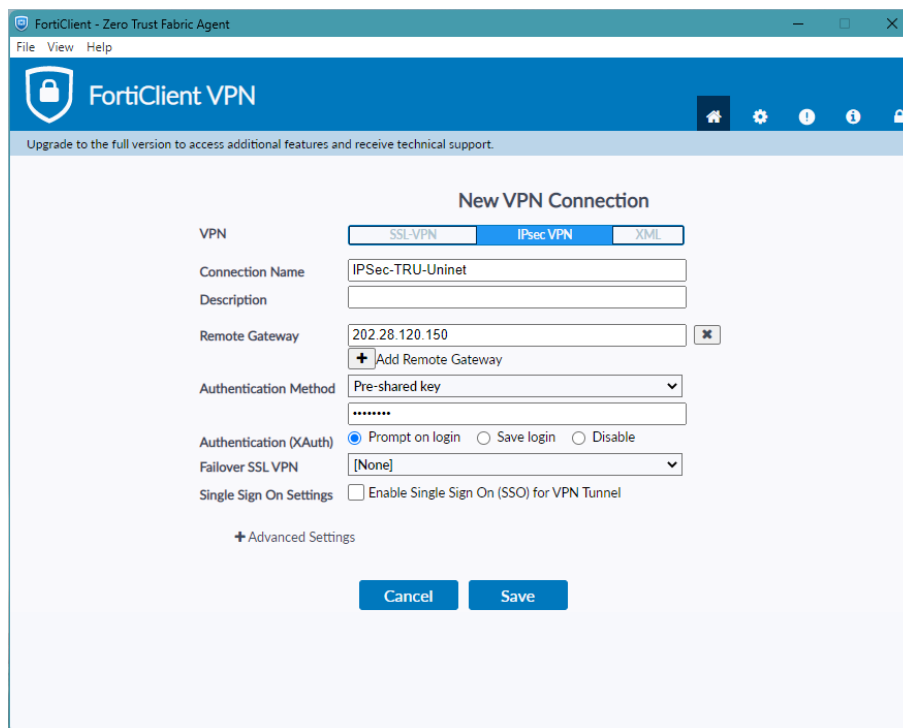 FortiClient - Zero Trust Fabric Agent
File View Help
FortiClient VPN
Upgrade to the full version to access additional features and receive technical support.
New VPN Connection
VPN SSL-VPN IPsec VPN XML
Connection Name IPSec-TRU-Uninet
Description
Remote Gateway 202.28.120.150
Add Remote Gateway
Authentication Method Pre-shared key
••••••••
Authentication (XAuth) Prompt on login Save login Disable
Failover SSL VPN [None]
Single Sign On Settings Enable Single Sign On (SSO) for VPN Tunnel
+ Advanced Settings
Cancel Save